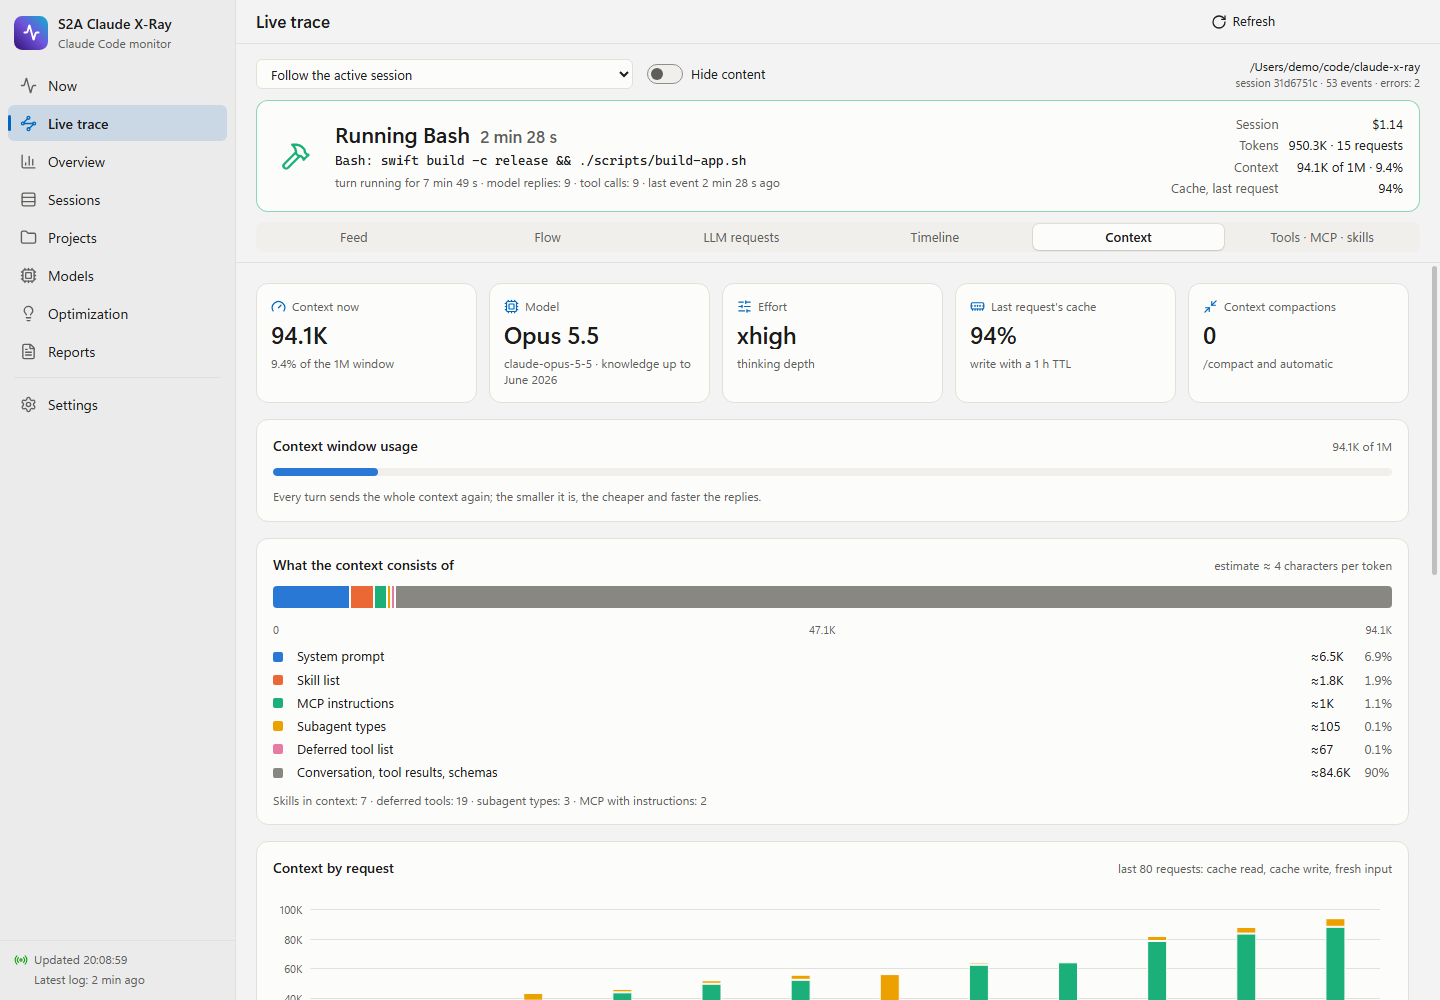 S2A Claude X-Ray
Claude Code monitor
Now
Live trace
Overview
Sessions
Projects
Models
Optimization
Reports
Settings
Updated 20:08:59
Latest log: 2 min ago
Live trace
Refresh
Follow the active session
Hide content
/Users/demo/code/claude-x-ray
session 31d6751c · 53 events · errors: 2
Running Bash 2 min 28 s
Bash: swift build -c release && ./scripts/build-app.sh
turn running for 7 min 49 s · model replies: 9 · tool calls: 9 · last event 2 min 28 s ago
Session $1.14
Tokens 950.3K · 15 requests
Context 94.1K of 1M · 9.4%
Cache, last request 94%
Feed
Flow
LLM requests
Timeline
Context
Tools · MCP · skills
Context now
94.1K
9.4% of the 1M window
Model
Opus 5.5
claude-opus-5-5 · knowledge up to
June 2026
Effort
xhigh
thinking depth
Last request's cache
94%
write with a 1 h TTL
Context compactions
0
/compact and automatic
Context window usage
94.1K of 1M
Every turn sends the whole context again; the smaller it is, the cheaper and faster the replies.
What the context consists of
estimate ≈ 4 characters per token
0 47.1K 94.1K
System prompt ≈6.5K 6.9%
Skill list ≈1.8K 1.9%
MCP instructions ≈1K 1.1%
Subagent types ≈105 0.1%
Deferred tool list ≈67 0.1%
Conversation, tool results, schemas ≈84.6K 90%
Skills in context: 7 · deferred tools: 19 · subagent types: 3 · MCP with instructions: 2
Context by request
last 80 requests: cache read, cache write, fresh input
100K
80K
60K
40K